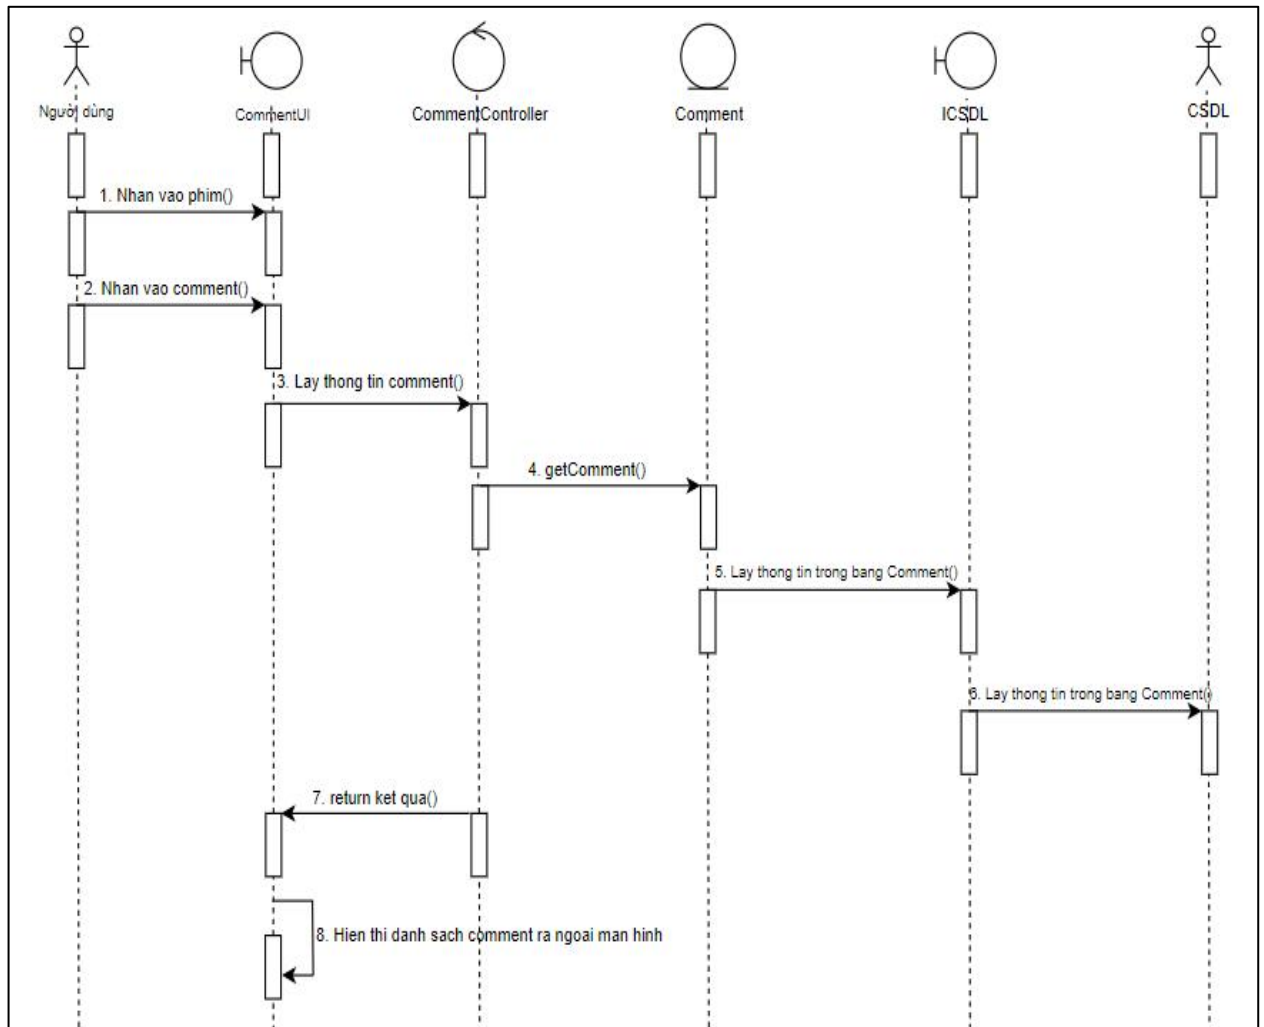 Người dùng
CommentUI
CommentController
Comment
ICSDL
CSDL
1. Nhan vao phim()
2. Nhan vao comment()
3. Lay thong tin comment()
4. getComment()
5. Lay thong tin trong bang Comment()
6. Lay thong tin trong bang Comment()
7. return ket qua()
8. Hien thi danh sach comment ra ngoai man hinh